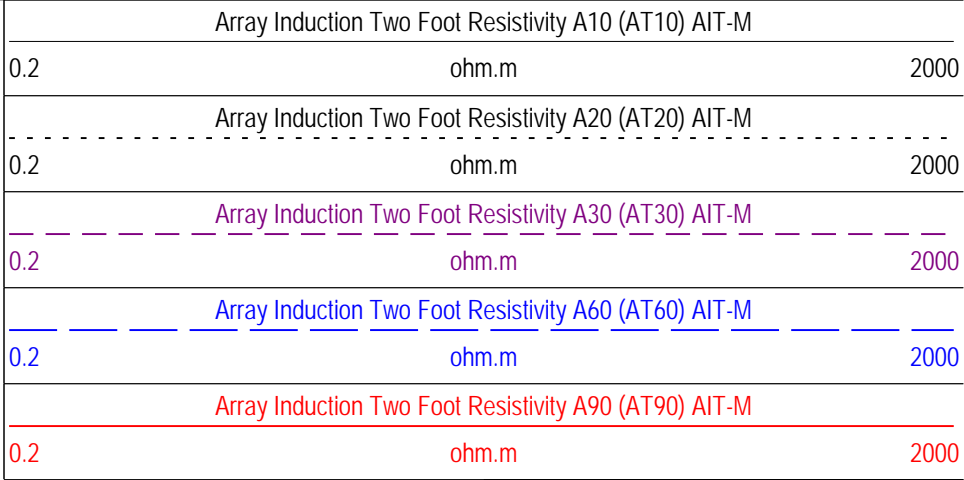 Array Induction Two Foot Resistivity A10 (AT10) AIT-M
0.2 ohm.m 2000
Array Induction Two Foot Resistivity A20 (AT20) AIT-M
0.2 ohm.m 2000
Array Induction Two Foot Resistivity A30 (AT30) AIT-M
0.2 ohm.m 2000
Array Induction Two Foot Resistivity A60 (AT60) AIT-M
0.2 ohm.m 2000
Array Induction Two Foot Resistivity A90 (AT90) AIT-M
0.2 ohm.m 2000